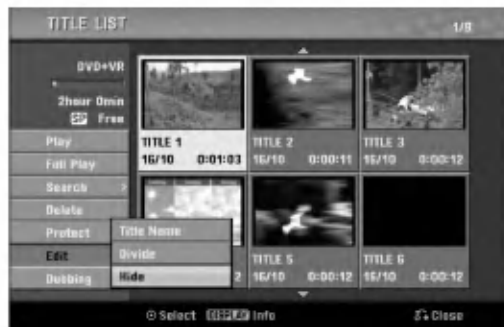 TITLE LIST
1/9
DVD+VR
2hour 0min
SP Free
Play
Full Play
Search >
Delete
Protect
Edit
Dubbing
Title Name
Divide
Hide
TITLE 1
16/10 0:01:03
TITLE 2
16/10 0:00:11
TITLE 3
16/10 0:00:12
2
TITLE 5
16/10 0:00:12
TITLE 6
16/10 0:00:12
Select DISPLAY Info
Close